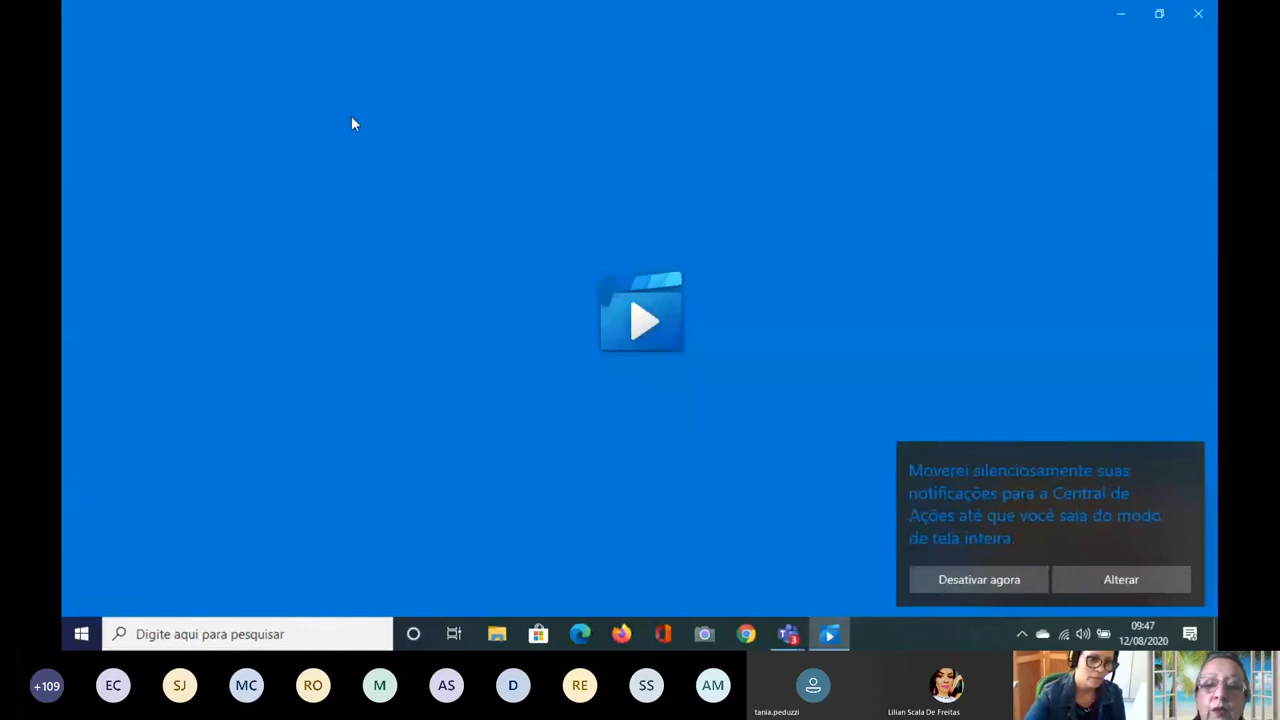 Moverei silenciosamente suas
notificações para a Central de
Ações até que você saia do modo
de tela inteira.
Desativar agora
Alterar
Digite aqui para pesquisar
3
09:47
12/08/2020
+109
EC
SJ
MC
RO
M
AS
D
RE
SS
AM
tania.peduzzi
Lilian Scala De Freitas